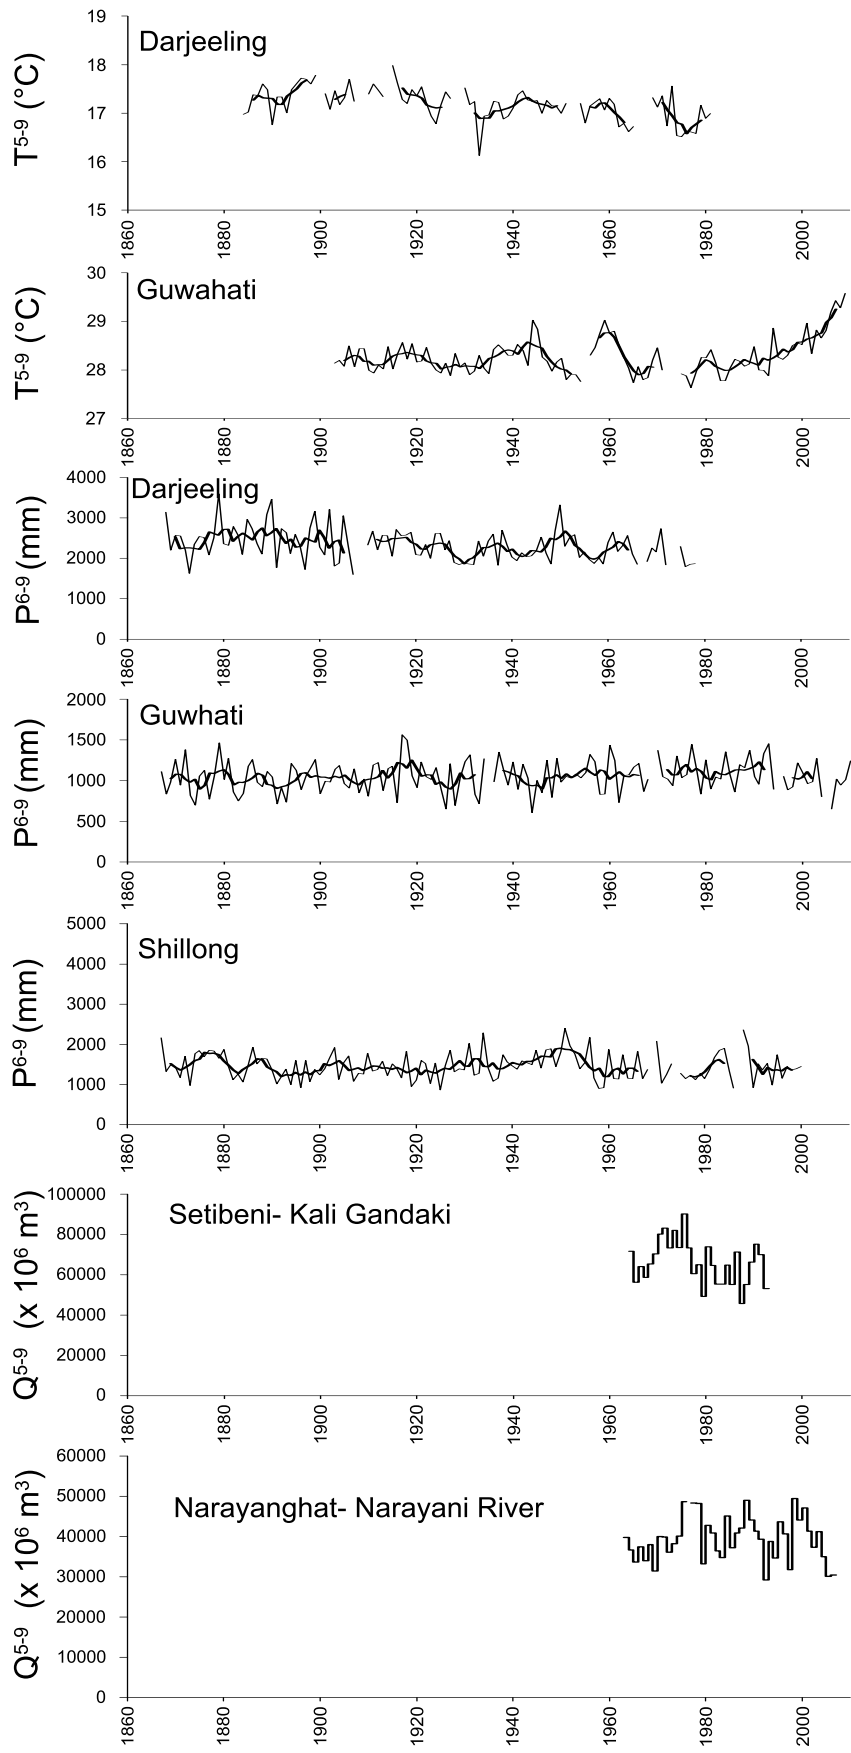 19
18
17
16
15
T5-9 (°C)
Darjeeling
1860 1880 1900 1920 1940 1960 1980 2000
30
29
28
27
T5-9 (°C)
Guwahati
1860 1880 1900 1920 1940 1960 1980 2000
4000
3000
2000
1000
0
P6-9 (mm)
Darjeeling
1860 1880 1900 1920 1940 1960 1980 2000
2000
1500
1000
500
0
P6-9 (mm)
Guwhati
1860 1880 1900 1920 1940 1960 1980 2000
5000
4000
3000
2000
1000
0
P6-9 (mm)
Shillong
1860 1880 1900 1920 1940 1960 1980 2000
100000
80000
60000
40000
20000
0
Q5-9 (x 10⁶ m³)
Setibeni- Kali Gandaki
1860 1880 1900 1920 1940 1960 1980 2000
60000
50000
40000
30000
20000
10000
0
Q5-9 (x 10⁶ m³)
Narayanghat- Narayani River
1860 1880 1900 1920 1940 1960 1980 2000